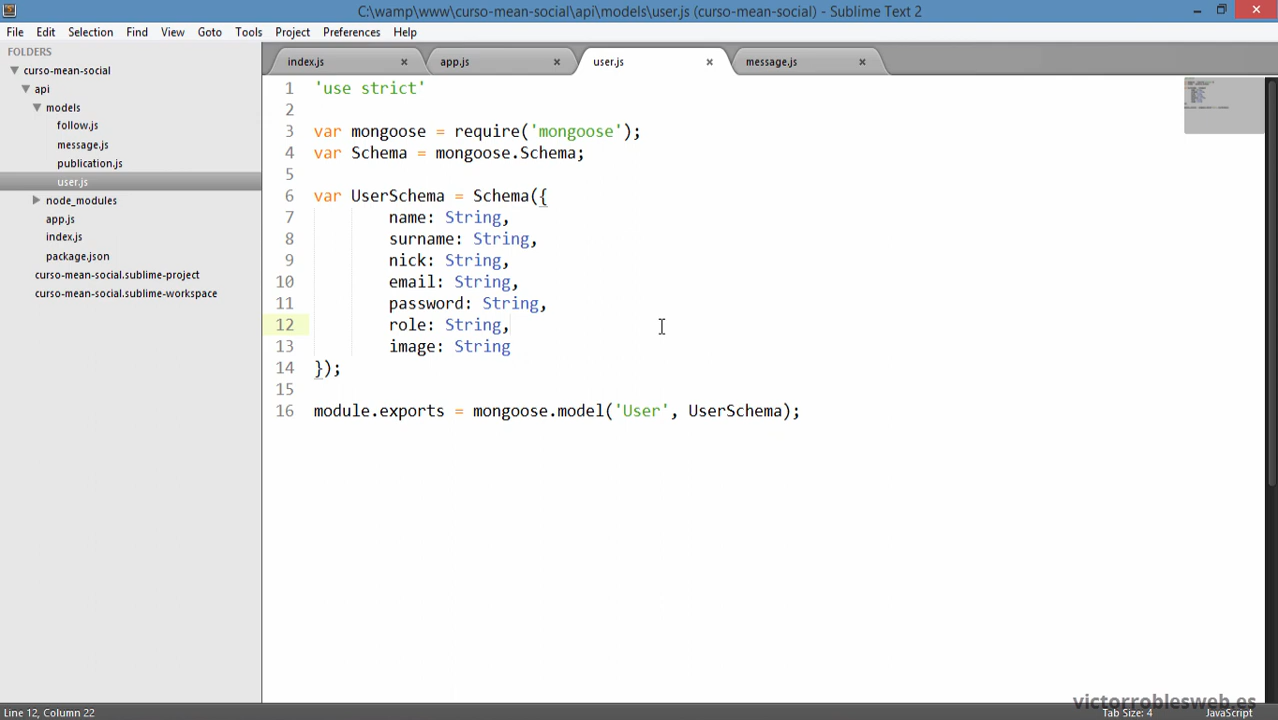 C:\wamp\www\curso-mean-social\api\models\user.js (curso-mean-social) - Sublime Text 2
File Edit Selection Find View Goto Tools Project Preferences Help
FOLDERS
curso-mean-social
api
models
follow.js
message.js
publication.js
user.js
node_modules
app.js
index.js
package.json
curso-mean-social.sublime-project
curso-mean-social.sublime-workspace
index.js × app.js × user.js × message.js ×
1 'use strict'
2
3 var mongoose = require('mongoose');
4 var Schema = mongoose.Schema;
5
6 var UserSchema = Schema({
7 name: String,
8 surname: String,
9 nick: String,
10 email: String,
11 password: String,
12 role: String,
13 image: String
14 });
15
16 module.exports = mongoose.model('User', UserSchema);
victorroblesweb.es
Line 12, Column 22 Tab Size: 4 JavaScript